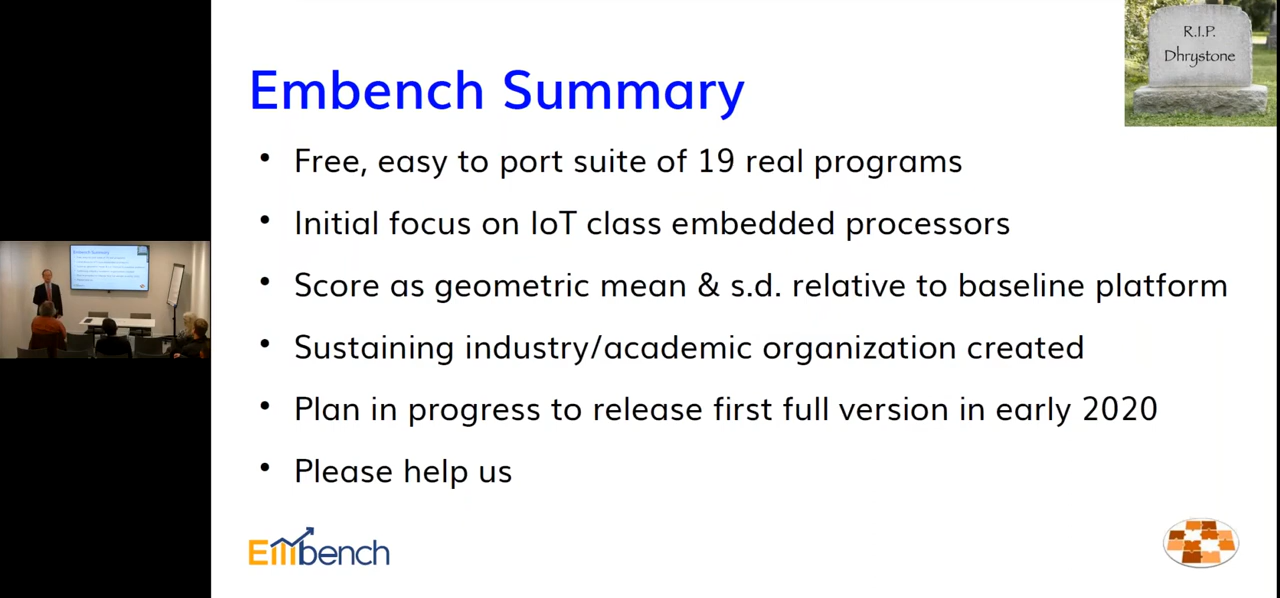 R.I.P.
Dhrystone
Embench Summary
• Free, easy to port suite of 19 real programs
• Initial focus on IoT class embedded processors
• Score as geometric mean & s.d. relative to baseline platform
• Sustaining industry/academic organization created
• Plan in progress to release first full version in early 2020
• Please help us
Embench
Embench Summary